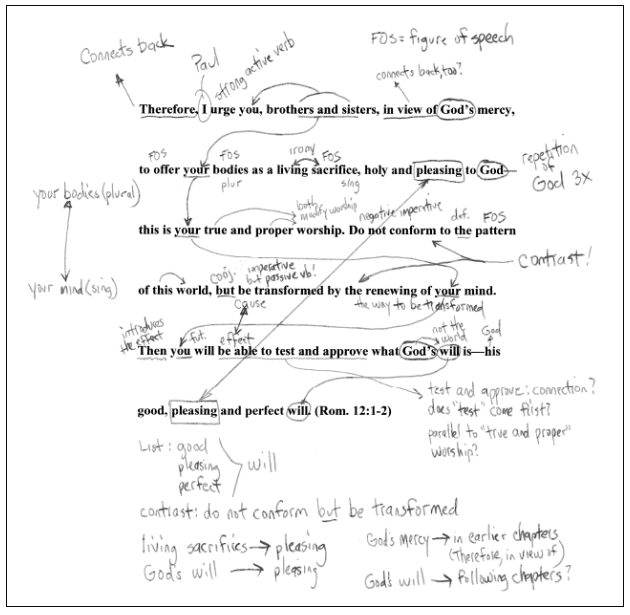 Connects back
Paul
strong active verb
FOS = figure of speech
connects back, too?
Therefore, I urge you, brothers and sisters, in view of God's mercy,
FOS FOS irony FOS
to offer your bodies as a living sacrifice, holy and pleasing to God—
plur sing
repetition of God 3X
your bodies (plural)
both modify worship
negative imperative
def. FOS
this is your true and proper worship. Do not conform to the pattern
contrast!
your mind (sing)
conj: imperative but passive vb!
of this world, but be transformed by the renewing of your mind.
cause
the way to be transformed
introduces the effect
fut. effect
not the world God
Then you will be able to test and approve what God's will is—his
test and approve: connection?
does "test" come first?
parallel to "true and proper" worship?
good, pleasing and perfect will. (Rom. 12:1-2)
List: good
pleasing
perfect
will
contrast: do not conform but be transformed
living sacrifices → pleasing
God's will → pleasing
God's mercy → in earlier chapters
(Therefore, in view of)
God's will → following chapters?